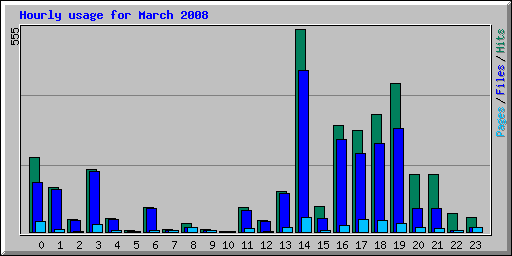 Hourly usage for March 2008
555
Pages/Files/Hits
0 1 2 3 4 5 6 7 8 9 10 11 12 13 14 15 16 17 18 19 20 21 22 23